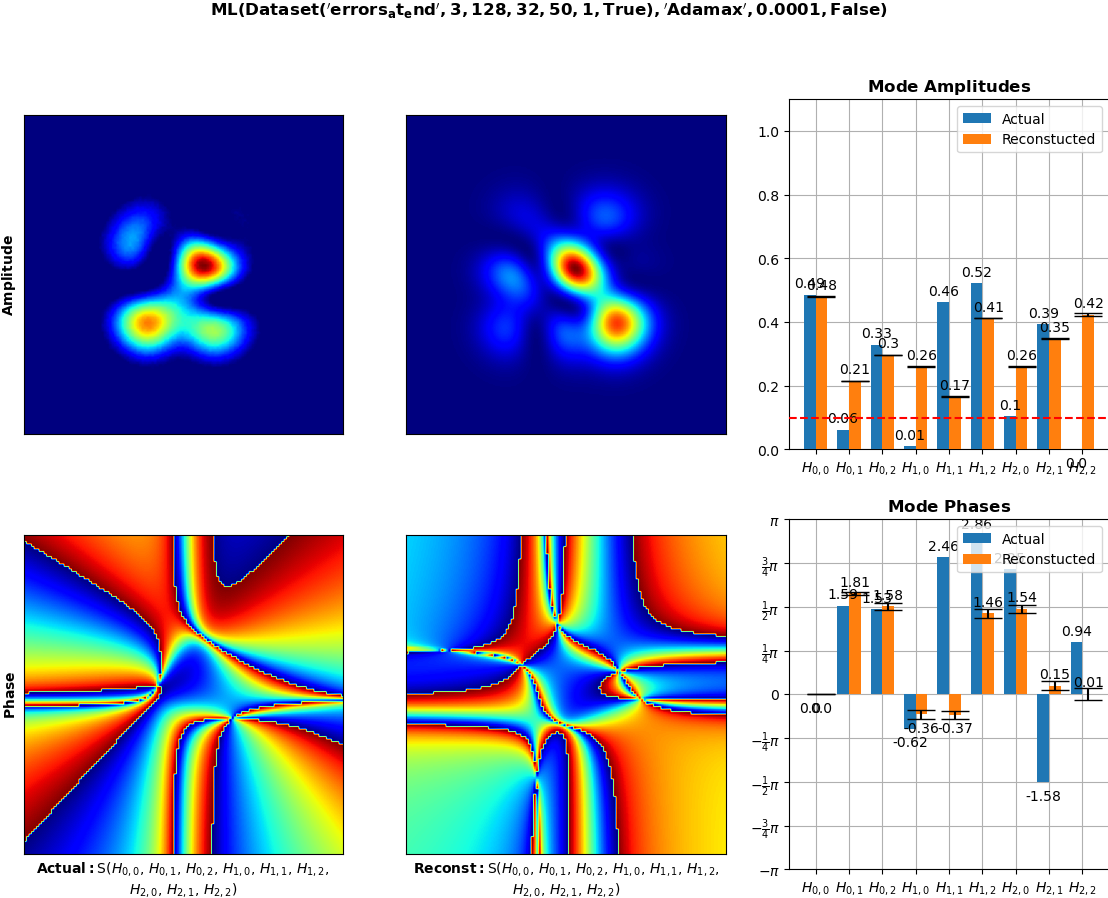 ML(Dataset('errors_at_end', 3, 128, 32, 50, 1, True), 'Adamax', 0.0001, False)
Amplitude
Mode Amplitudes
Actual
Reconstucted
1.0
0.8
0.6
0.4
0.2
0.0
0.49 0.48 0.06 0.21 0.33 0.3 0.01 0.26 0.46 0.17 0.52 0.41 0.1 0.26 0.39 0.35 0.0 0.42
H0,0 H0,1 H0,2 H1,0 H1,1 H1,2 H2,0 H2,1 H2,2
Phase
Mode Phases
Actual
Reconstucted
π
3/4π
1/2π
1/4π
0
−1/4π
−1/2π
−3/4π
−π
0.0 0.0 1.59 1.81 1.53 1.58 -0.62 -0.36 2.46 -0.37 2.86 1.46 1.54 -1.58 0.15 0.94 0.01
H0,0 H0,1 H0,2 H1,0 H1,1 H1,2 H2,0 H2,1 H2,2
Actual: S(H0,0, H0,1, H0,2, H1,0, H1,1, H1,2,
H2,0, H2,1, H2,2)
Reconst: S(H0,0, H0,1, H0,2, H1,0, H1,1, H1,2,
H2,0, H2,1, H2,2)